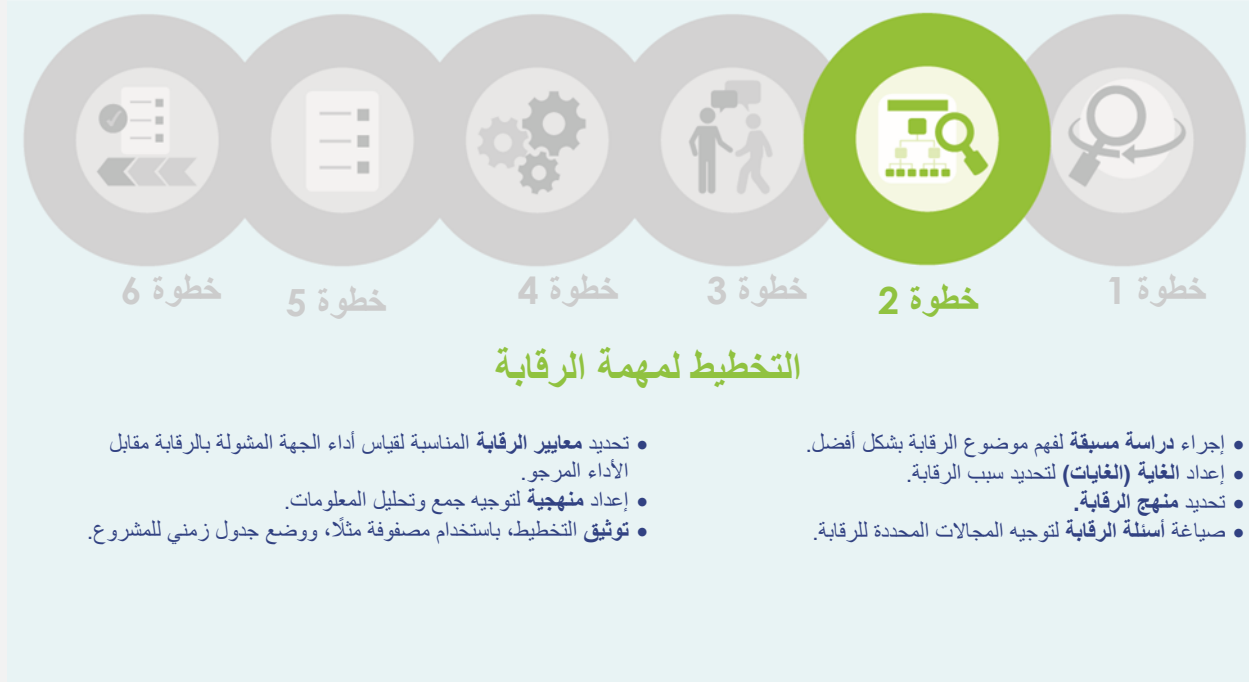 خطوة 1
خطوة 2
خطوة 3
خطوة 4
خطوة 5
خطوة 6
التخطيط لمهمة الرقابة
● إجراء دراسة مسبقة لفهم موضوع الرقابة بشكل أفضل.
● إعداد الغاية (الغايات) لتحديد سبب الرقابة.
● تحديد منهج الرقابة.
● صياغة أسئلة الرقابة لتوجيه المجالات المحددة للرقابة.
● تحديد معايير الرقابة المناسبة لقياس أداء الجهة المشولة بالرقابة مقابل
الأداء المرجو.
● إعداد منهجية لتوجيه جمع وتحليل المعلومات.
● توثيق التخطيط، باستخدام مصفوفة مثلًا، ووضع جدول زمني للمشروع.